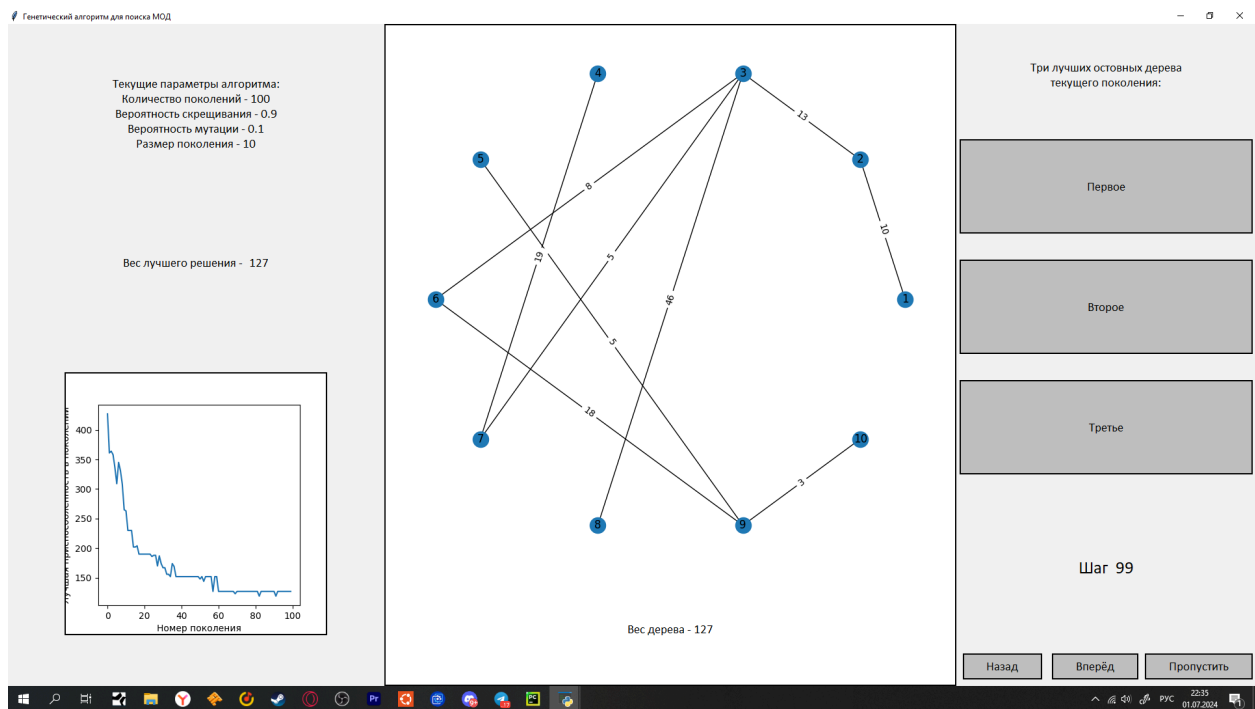 Генетический алгоритм для поиска МОД
Текущие параметры алгоритма:
Количество поколений - 100
Вероятность скрещивания - 0.9
Вероятность мутации - 0.1
Размер поколения - 10
Вес лучшего решения - 127
400
350
300
250
200
150
0 20 40 60 80 100
Номер поколения
4
3
13
5
2
8
10
19
5
6
46
1
5
18
7
10
3
8
9
Вес дерева - 127
Три лучших остовных дерева
текущего поколения:
Первое
Второе
Третье
Шаг 99
Назад
Вперёд
Пропустить
РУС
22:35
01.07.2024